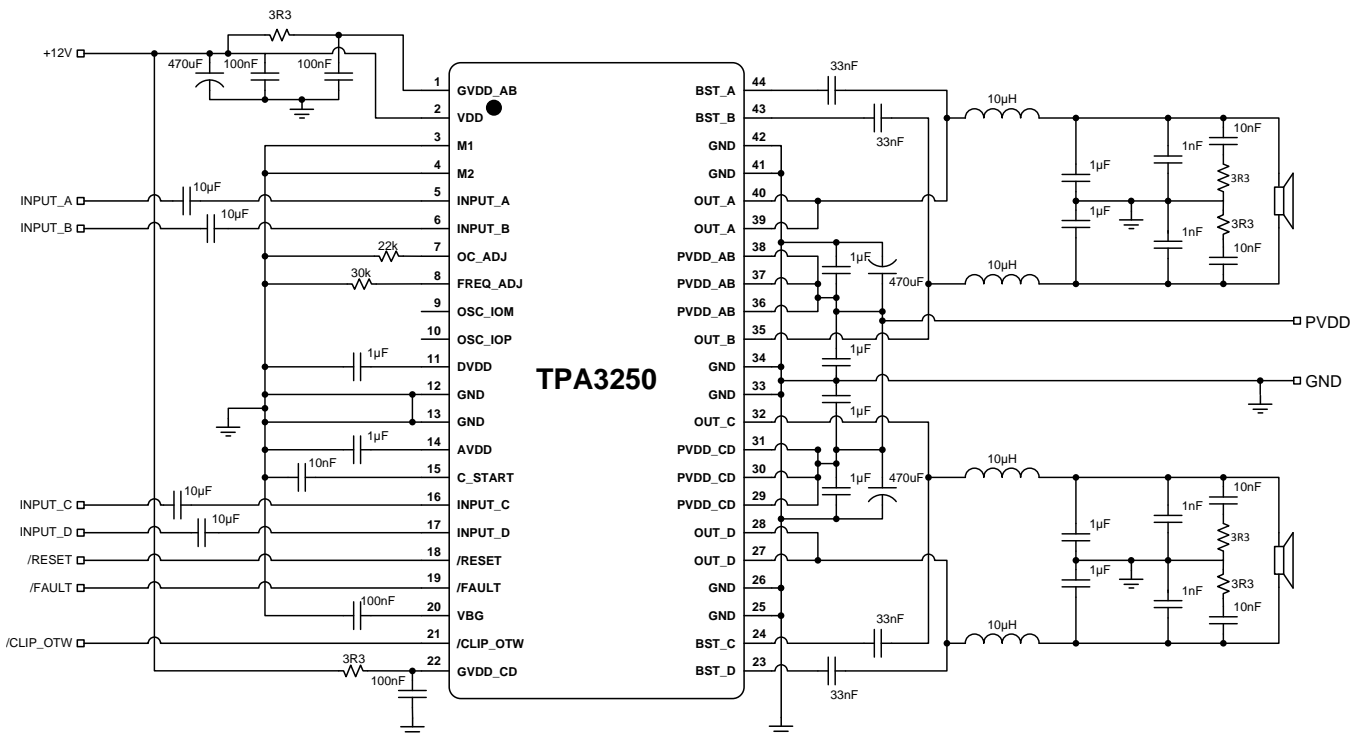 3R3
+12V
470uF
100nF
100nF
1 GVDD_AB
2 VDD
3 M1
4 M2
INPUT_A 10µF 5 INPUT_A
INPUT_B 10µF 6 INPUT_B
22k 7 OC_ADJ
30k 8 FREQ_ADJ
9 OSC_IOM
10 OSC_IOP
1µF 11 DVDD
12 GND
13 GND
1µF 14 AVDD
10nF 15 C_START
INPUT_C 10µF 16 INPUT_C
INPUT_D 10µF 17 INPUT_D
/RESET 18 /RESET
/FAULT 19 /FAULT
100nF 20 VBG
/CLIP_OTW 21 /CLIP_OTW
3R3 22 GVDD_CD
100nF
TPA3250
BST_A 44
BST_B 43
GND 42
GND 41
OUT_A 40
OUT_A 39
PVDD_AB 38
PVDD_AB 37
PVDD_AB 36
OUT_B 35
GND 34
GND 33
OUT_C 32
PVDD_CD 31
PVDD_CD 30
PVDD_CD 29
OUT_D 28
OUT_D 27
GND 26
GND 25
BST_C 24
BST_D 23
33nF
33nF
1µF
470uF
1µF
1µF
1µF
470uF
33nF
33nF
10µH
10µH
1µF
1µF
1nF
1nF
10nF
3R3
3R3
10nF
PVDD
GND
10µH
10µH
1µF
1µF
1nF
1nF
10nF
3R3
3R3
10nF